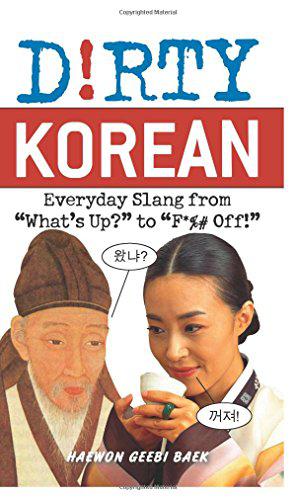 D!RTY
KOREAN
Everyday Slang from
“What’s Up?” to “F*%# Off!”
왔냐?
꺼져!
HAEWON GEEBI BAEK